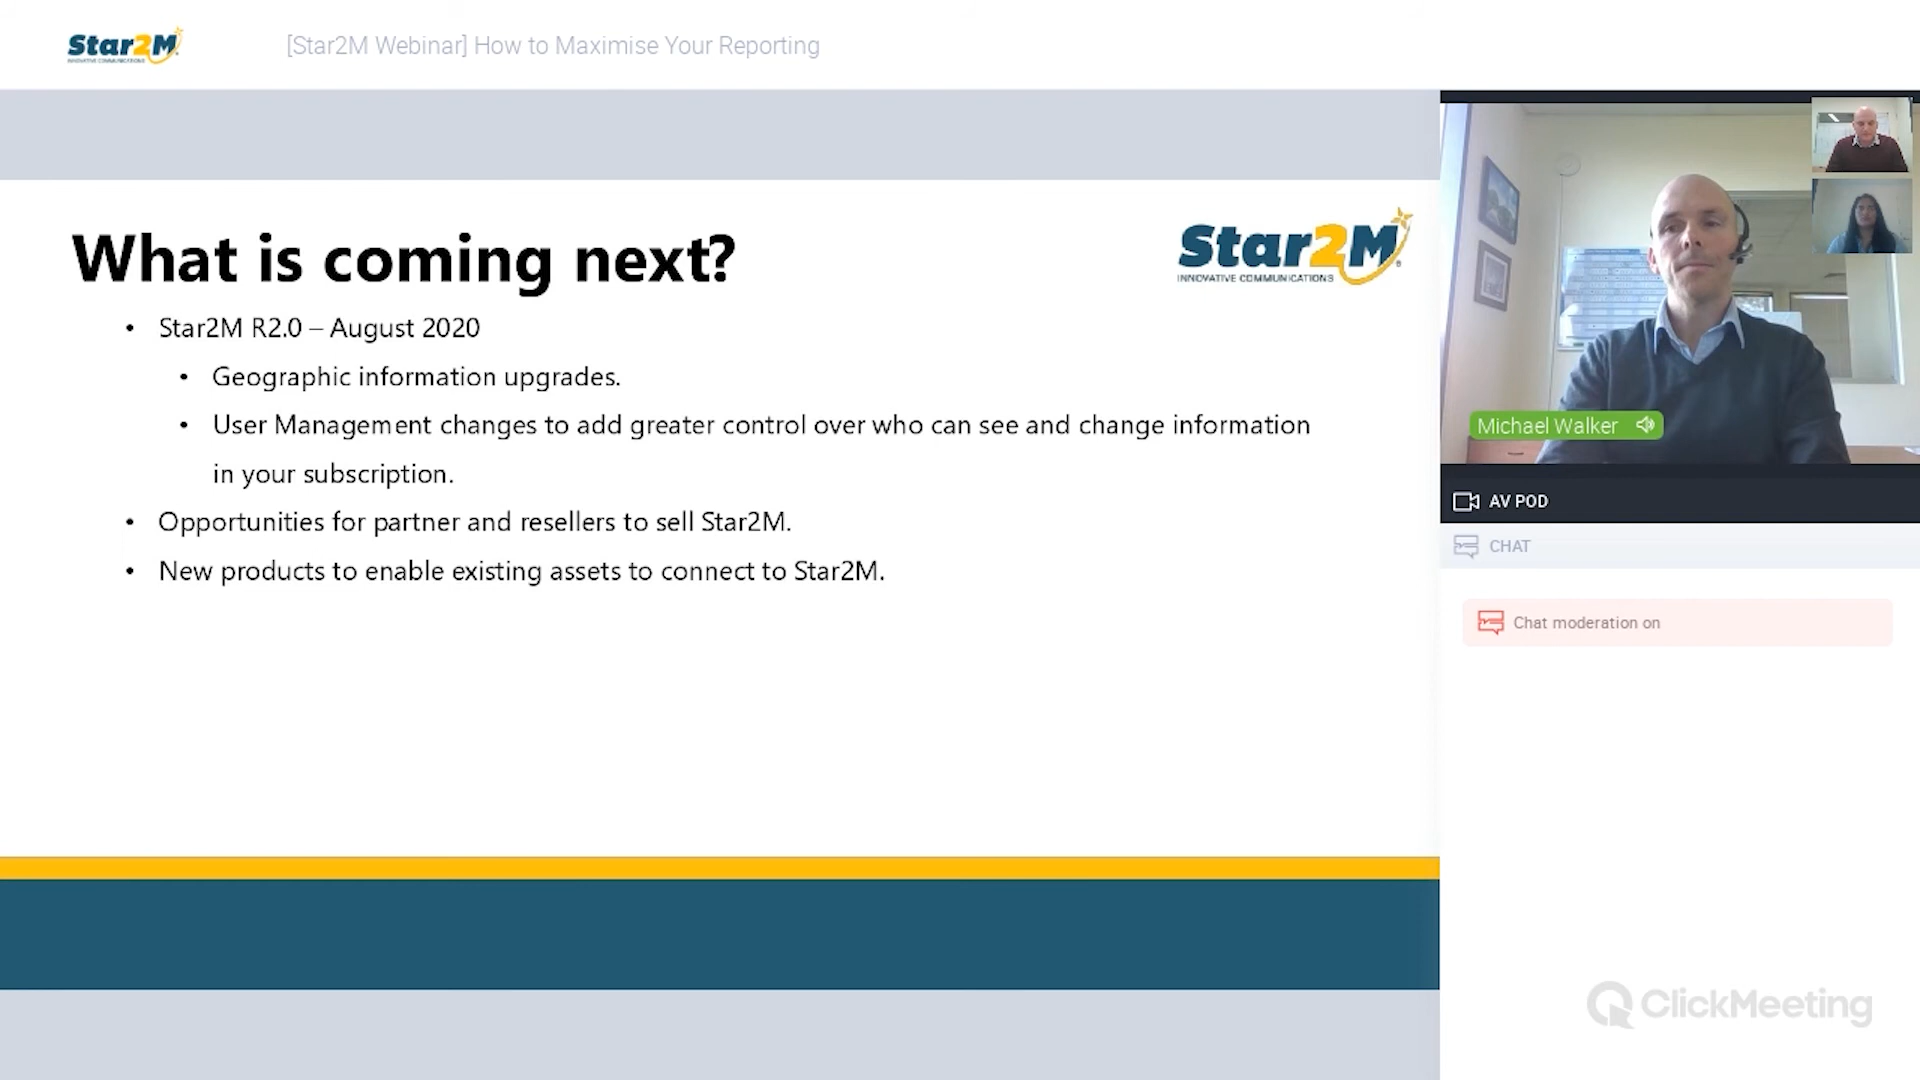 Star2M
INNOVATIVE COMMUNICATIONS
[Star2M Webinar] How to Maximise Your Reporting
What is coming next?
Star2M
INNOVATIVE COMMUNICATIONS
• Star2M R2.0 – August 2020
• Geographic information upgrades.
• User Management changes to add greater control over who can see and change information
in your subscription.
• Opportunities for partner and resellers to sell Star2M.
• New products to enable existing assets to connect to Star2M.
Michael Walker
AV POD
CHAT
Chat moderation on
ClickMeeting